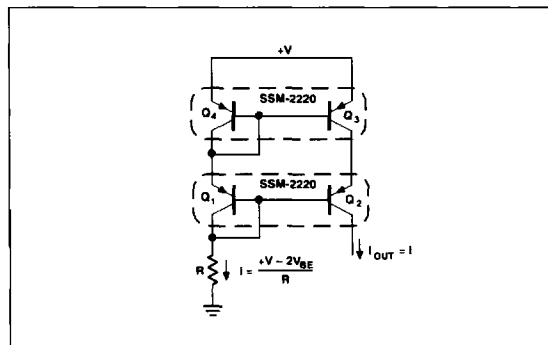 +V
SSM-2220
Q4
Q3
SSM-2220
Q1
Q2
R
I = +V – 2VBE
R
IOUT = I